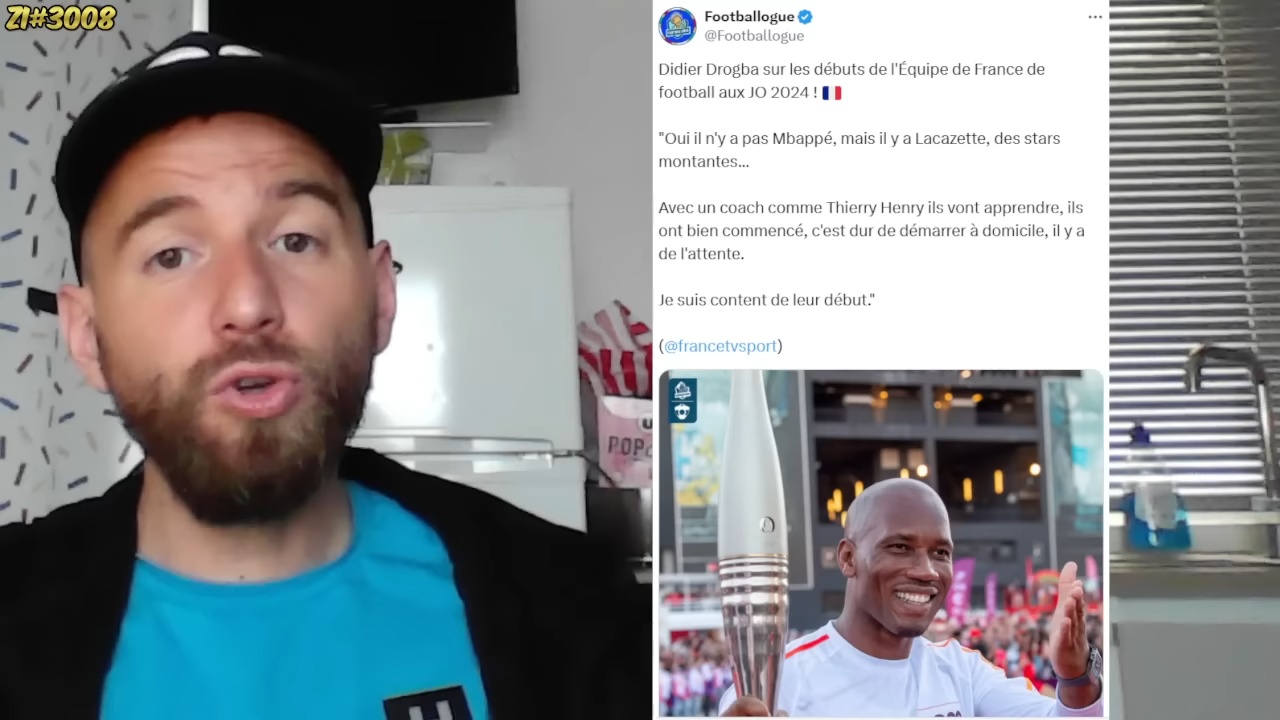 ZI#3008
Footballogue
@Footballogue
Didier Drogba sur les débuts de l'Équipe de France de
football aux JO 2024 !
"Oui il n'y a pas Mbappé, mais il y a Lacazette, des stars
montantes...
Avec un coach comme Thierry Henry ils vont apprendre, ils
ont bien commencé, c'est dur de démarrer à domicile, il y a
de l'attente.
Je suis content de leur début."
(@francetvsport)